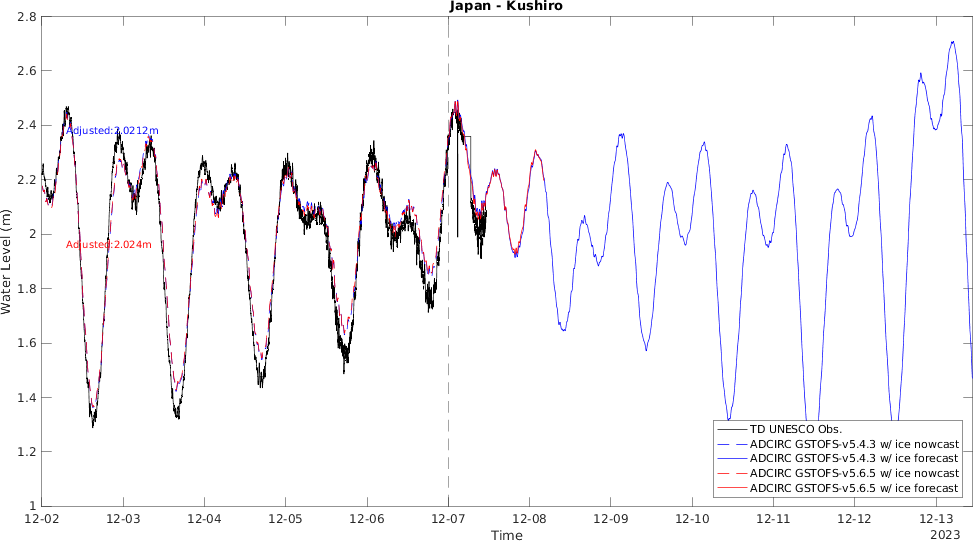 Japan - Kushiro
2.8
2.6
2.4
2.2
2
1.8
1.6
1.4
1.2
1
Water Level (m)
Adjusted:2.0212m
Adjusted:2.024m
TD UNESCO Obs.
ADCIRC GSTOFS-v5.4.3 w/ ice nowcast
ADCIRC GSTOFS-v5.4.3 w/ ice forecast
ADCIRC GSTOFS-v5.6.5 w/ ice nowcast
ADCIRC GSTOFS-v5.6.5 w/ ice forecast
12-02 12-03 12-04 12-05 12-06 12-07 12-08 12-09 12-10 12-11 12-12 12-13
Time
2023